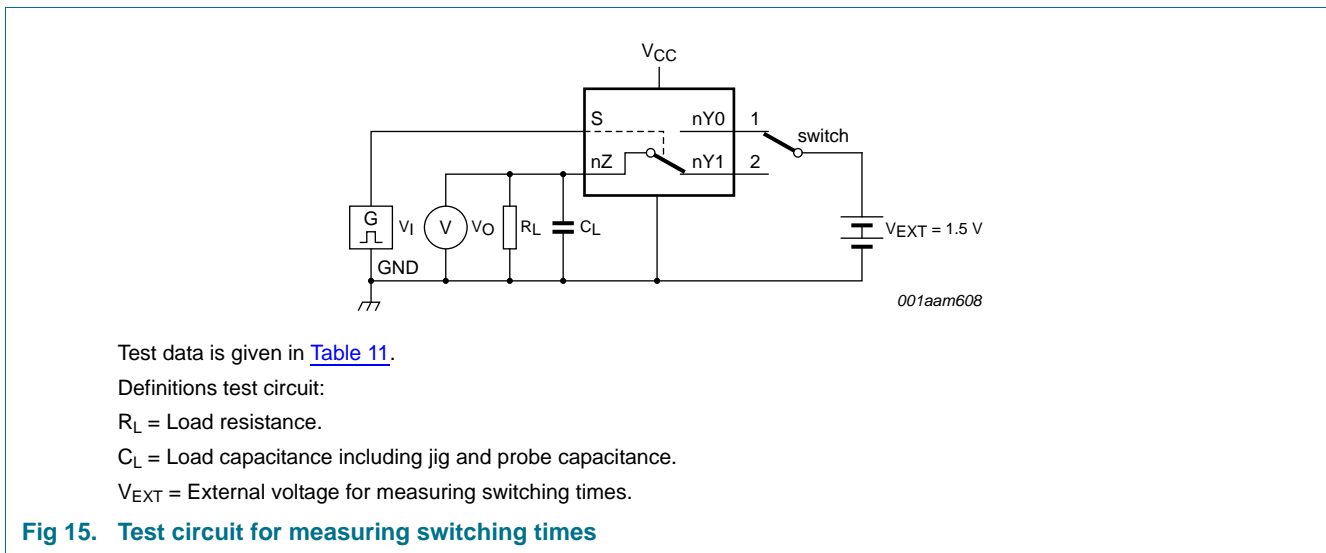 VCC
S
nY0
1
switch
nZ
nY1
2
G
VI
V
VO
RL
CL
VEXT = 1.5 V
GND
001aam608
Test data is given in Table 11.
Definitions test circuit:
RL = Load resistance.
CL = Load capacitance including jig and probe capacitance.
VEXT = External voltage for measuring switching times.
Fig 15. Test circuit for measuring switching times